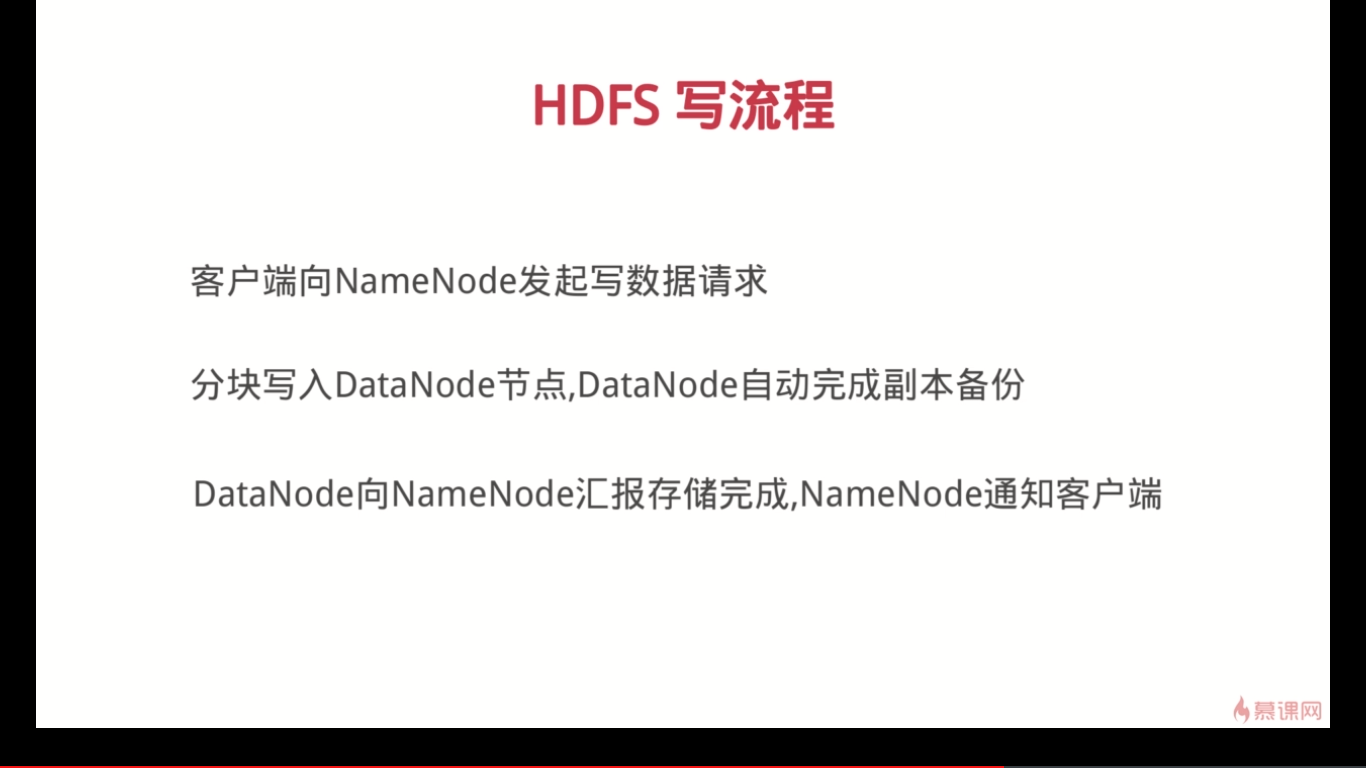 HDFS 写流程
客户端向NameNode发起写数据请求
分块写入DataNode节点,DataNode自动完成副本备份
DataNode向NameNode汇报存储完成,NameNode通知客户端
慕课网